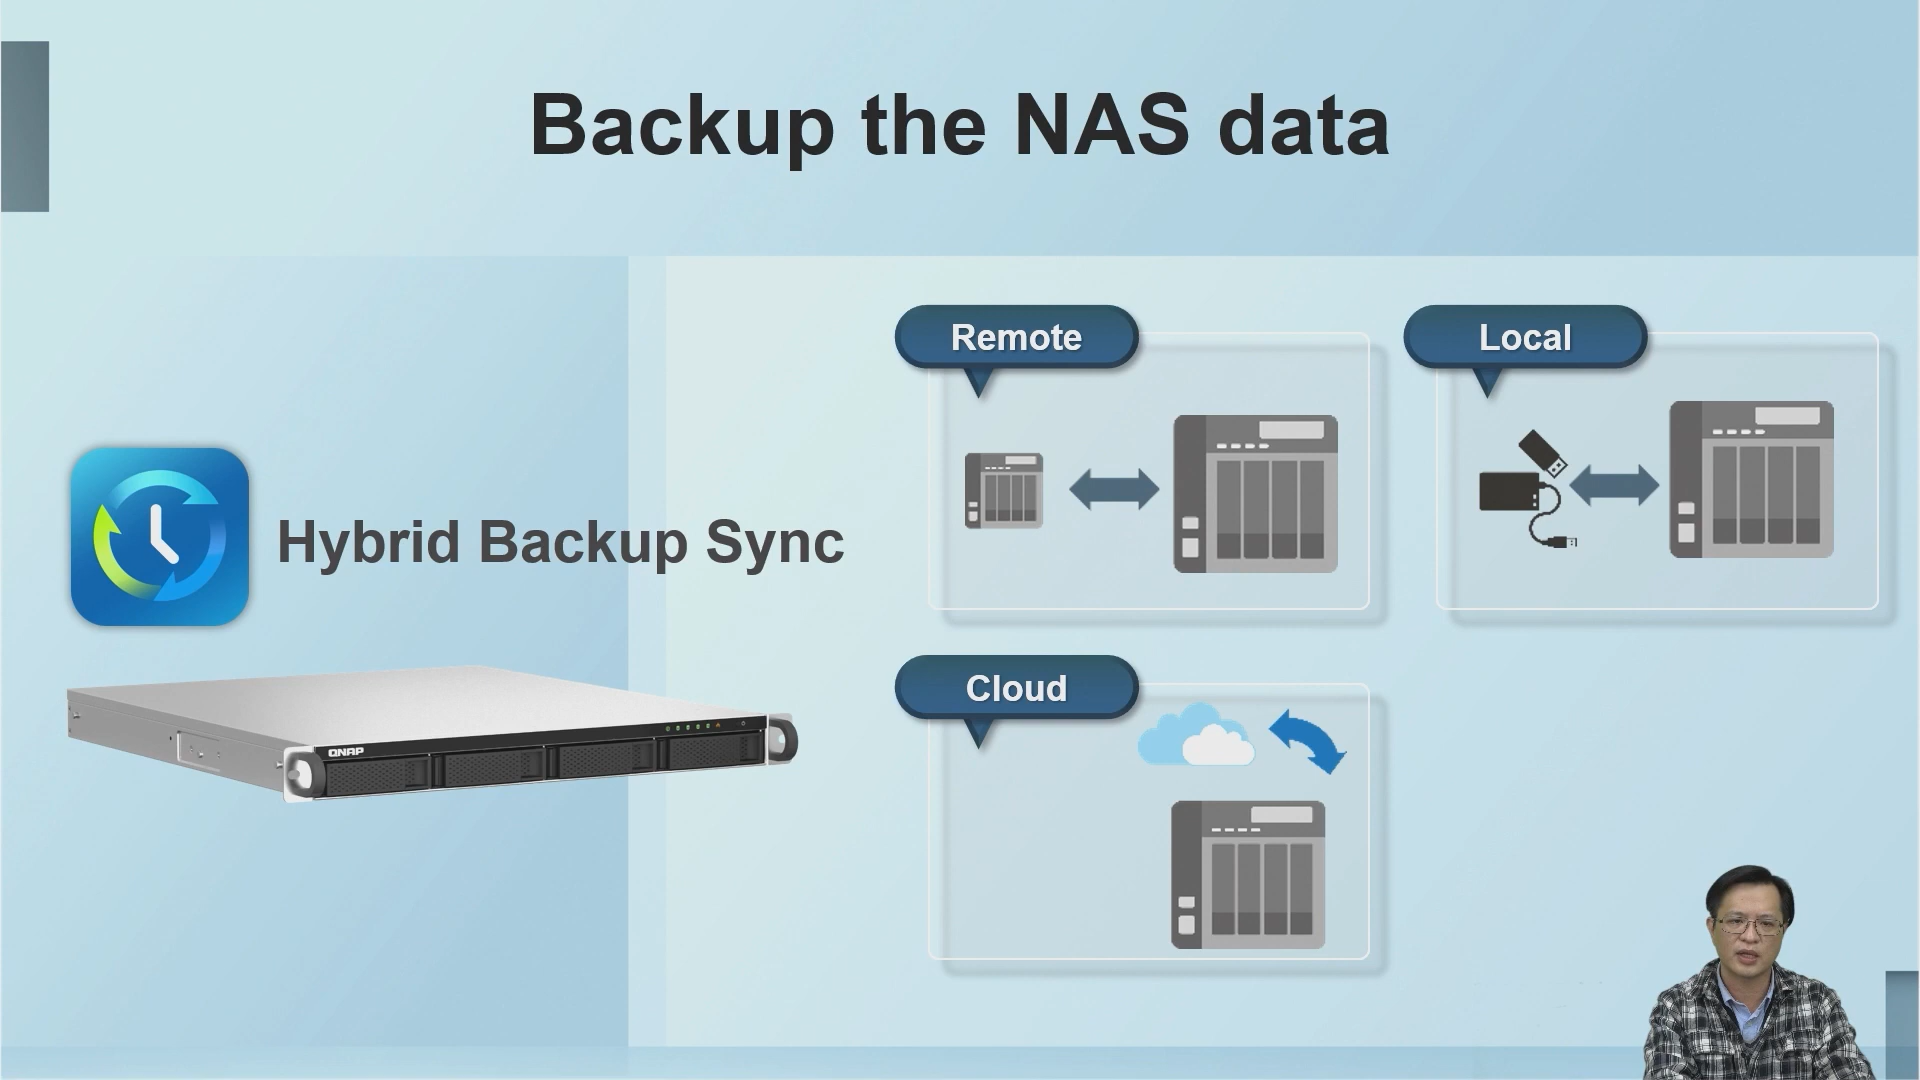 Backup the NAS data
Hybrid Backup Sync
QNAP
Remote
Local
Cloud